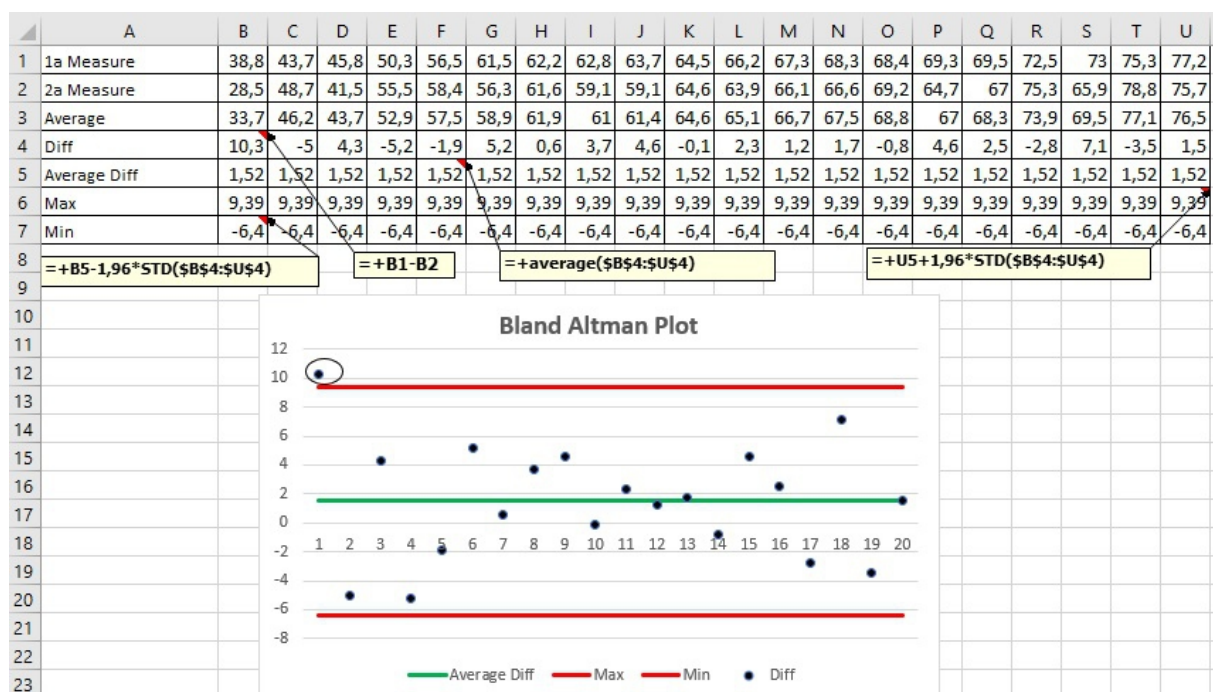 A B C D E F G H I J K L M N O P Q R S T U
1 1a Measure 38,8 43,7 45,8 50,3 56,5 61,5 62,2 62,8 63,7 64,5 66,2 67,3 68,3 68,4 69,3 69,5 72,5 73 75,3 77,2
2 2a Measure 28,5 48,7 41,5 55,5 58,4 56,3 61,6 59,1 59,1 64,6 63,9 66,1 66,6 69,2 64,7 67 75,3 65,9 78,8 75,7
3 Average 33,7 46,2 43,7 52,9 57,5 58,9 61,9 61 61,4 64,6 65,1 66,7 67,5 68,8 67 68,3 73,9 69,5 77,1 76,5
4 Diff 10,3 -5 4,3 -5,2 -1,9 5,2 0,6 3,7 4,6 -0,1 2,3 1,2 1,7 -0,8 4,6 2,5 -2,8 7,1 -3,5 1,5
5 Average Diff 1,52 1,52 1,52 1,52 1,52 1,52 1,52 1,52 1,52 1,52 1,52 1,52 1,52 1,52 1,52 1,52 1,52 1,52 1,52 1,52
6 Max 9,39 9,39 9,39 9,39 9,39 9,39 9,39 9,39 9,39 9,39 9,39 9,39 9,39 9,39 9,39 9,39 9,39 9,39 9,39 9,39
7 Min -6,4 -6,4 -6,4 -6,4 -6,4 -6,4 -6,4 -6,4 -6,4 -6,4 -6,4 -6,4 -6,4 -6,4 -6,4 -6,4 -6,4 -6,4 -6,4 -6,4
8 =+B5-1,96*STD($B$4:$U$4) =+B1-B2 =+average($B$4:$U$4) =+U5+1,96*STD($B$4:$U$4)
9
10
11
12
13
14
15
16
17
18
19
20
21
22
23
Bland Altman Plot
12
10
8
6
4
2
0
1 2 3 4 5 6 7 8 9 10 11 12 13 14 15 16 17 18 19 20
-2
-4
-6
-8
Average Diff Max Min Diff